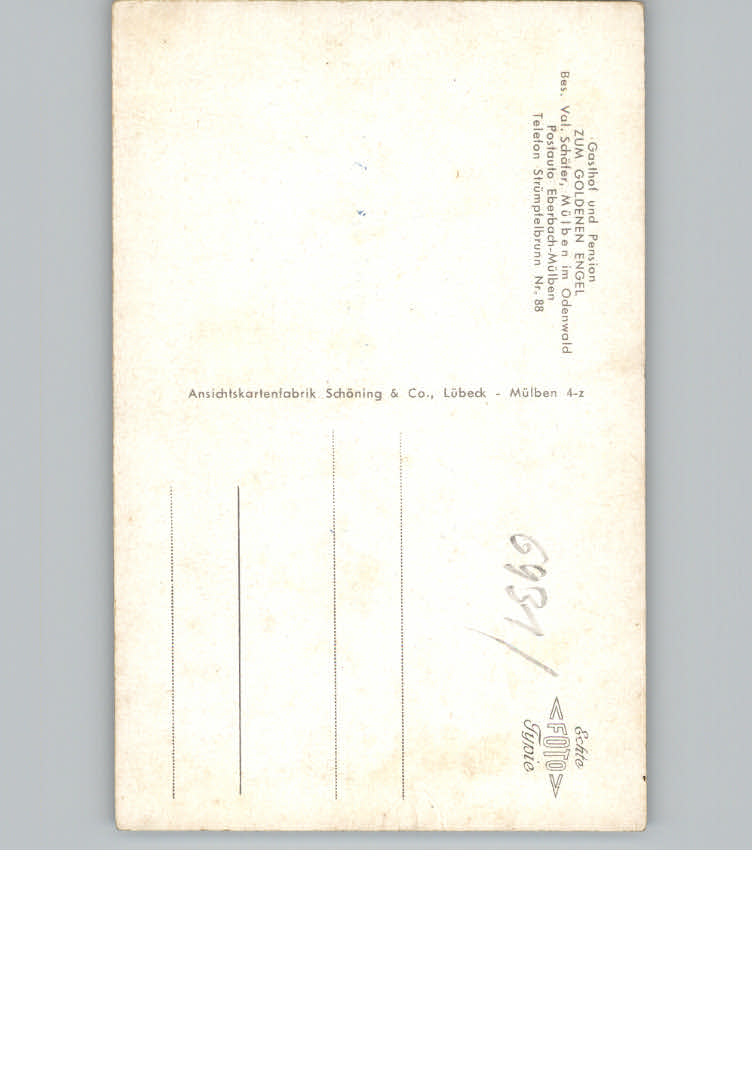 Gasthof und Pension
ZUM GOLDENEN ENGEL
Bes. Val. Schäfer, Mülben im Odenwald
Postauto Eberbach-Mülben
Telefon Strümpfelbrunn Nr. 88
Ansichtskartenfabrik Schöning & Co., Lübeck - Mülben 4-z
6931
Echte
FOTO
Typie